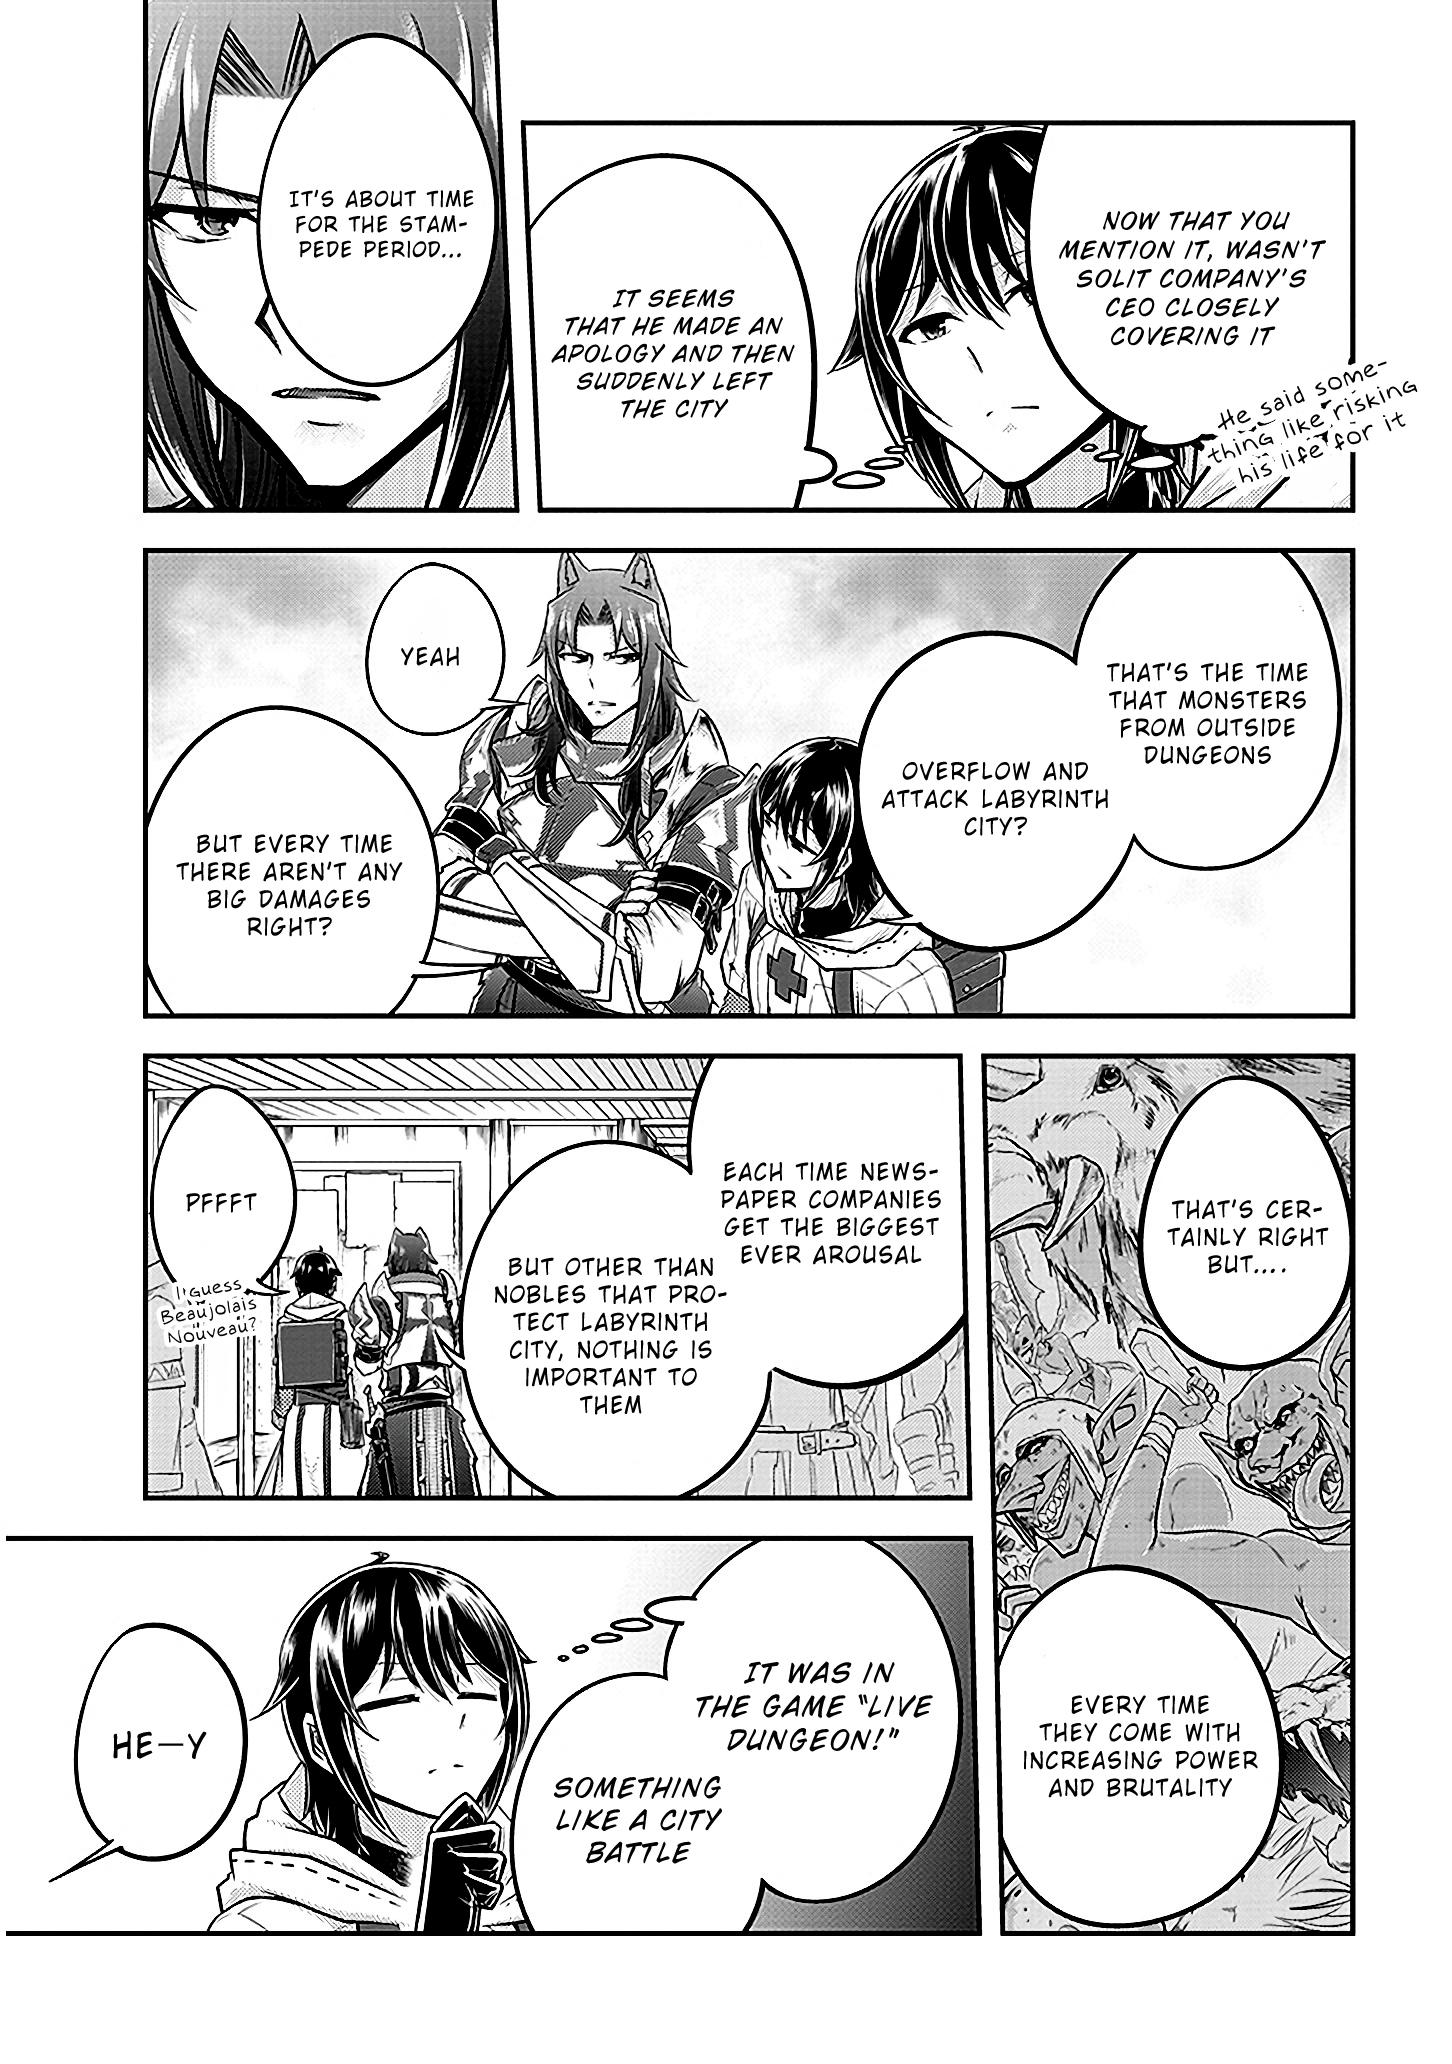 NOW THAT YOU
MENTION IT, WASN'T
SOLIT COMPANY'S
CEO CLOSELY
COVERING IT
He said some-
thing like risking
his life for it
IT SEEMS
THAT HE MADE AN
APOLOGY AND THEN
SUDDENLY LEFT
THE CITY
IT'S ABOUT TIME
FOR THE STAM-
PEDE PERIOD...
THAT'S THE TIME
THAT MONSTERS
FROM OUTSIDE
DUNGEONS
OVERFLOW AND
ATTACK LABYRINTH
CITY?
YEAH
BUT EVERY TIME
THERE AREN'T ANY
BIG DAMAGES
RIGHT?
THAT'S CER-
TAINLY RIGHT
BUT....
EVERY TIME
THEY COME WITH
INCREASING POWER
AND BRUTALITY
EACH TIME NEWS-
PAPER COMPANIES
GET THE BIGGEST
EVER AROUSAL
BUT OTHER THAN
NOBLES THAT PRO-
TECT LABYRINTH
CITY, NOTHING IS
IMPORTANT TO
THEM
PFFFT
I guess
Beaujolais
Nouveau?
IT WAS IN
THE GAME "LIVE
DUNGEON!"
SOMETHING
LIKE A CITY
BATTLE
HE-Y